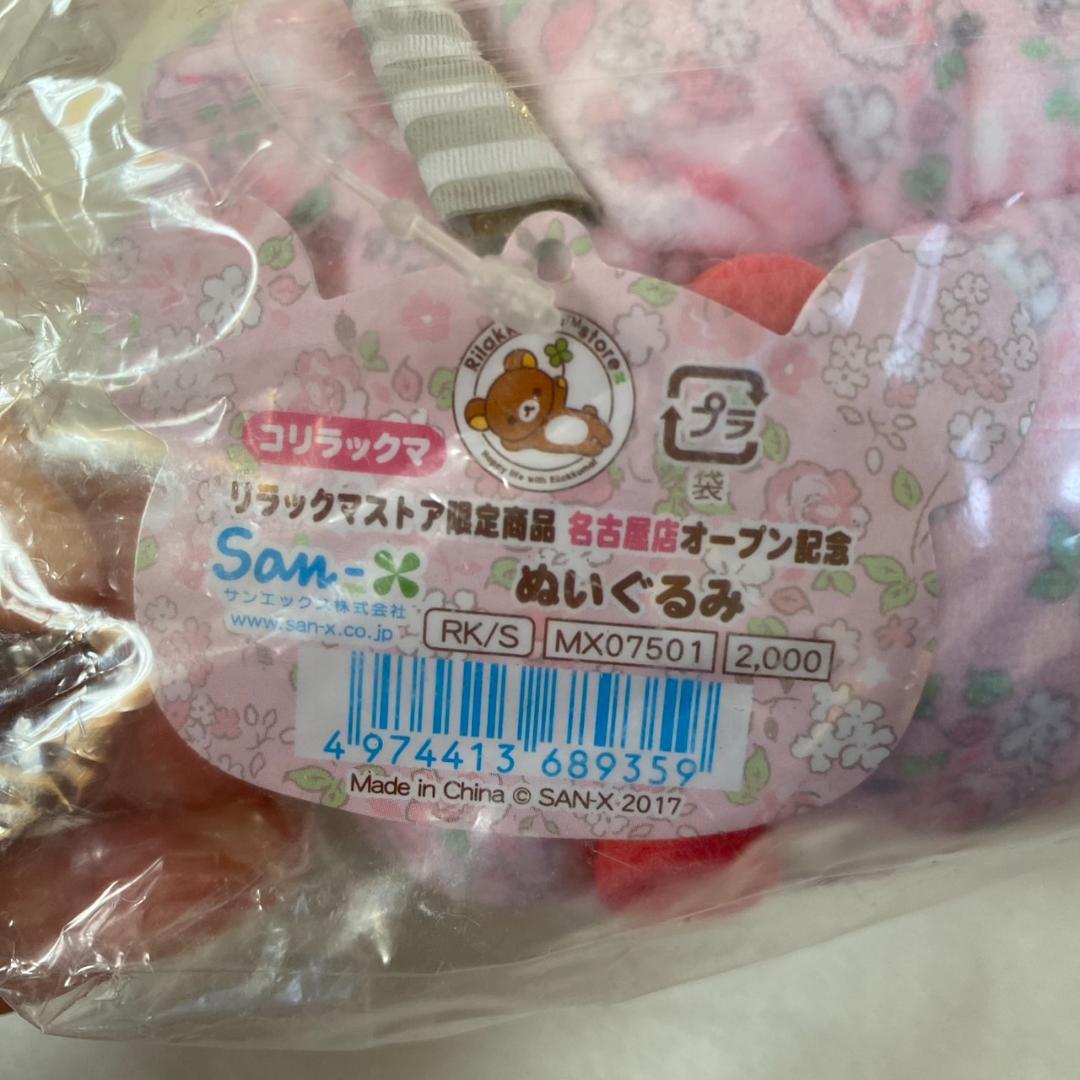 Rilakkuma store
Happy life with Rilakkuma!
プラ
袋
コリラックマ
リラックマストア限定商品 名古屋店オープン記念
San-X
ぬいぐるみ
サンエックス株式会社
www.san-x.co.jp
RK/S MX07501 2,000
4 974413 689359
Made in China © SAN-X 2017